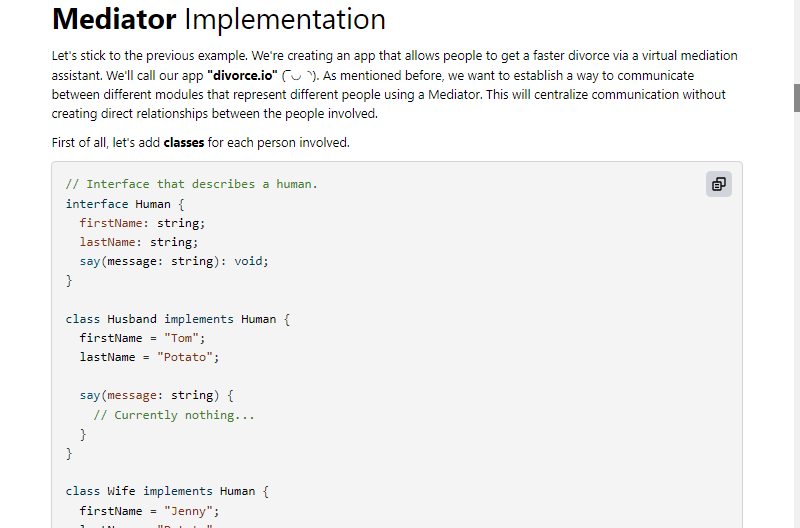 Mediator Implementation
Let's stick to the previous example. We're creating an app that allows people to get a faster divorce via a virtual mediation
assistant. We'll call our app "divorce.io" (͡ᵔ ͜ʖ ͡ᵔ). As mentioned before, we want to establish a way to communicate
between different modules that represent different people using a Mediator. This will centralize communication without
creating direct relationships between the people involved.
First of all, let's add classes for each person involved.
// Interface that describes a human.
interface Human {
  firstName: string;
  lastName: string;
  say(message: string): void;
}
class Husband implements Human {
  firstName = "Tom";
  lastName = "Potato";
  say(message: string) {
    // Currently nothing...
  }
}
class Wife implements Human {
  firstName = "Jenny";